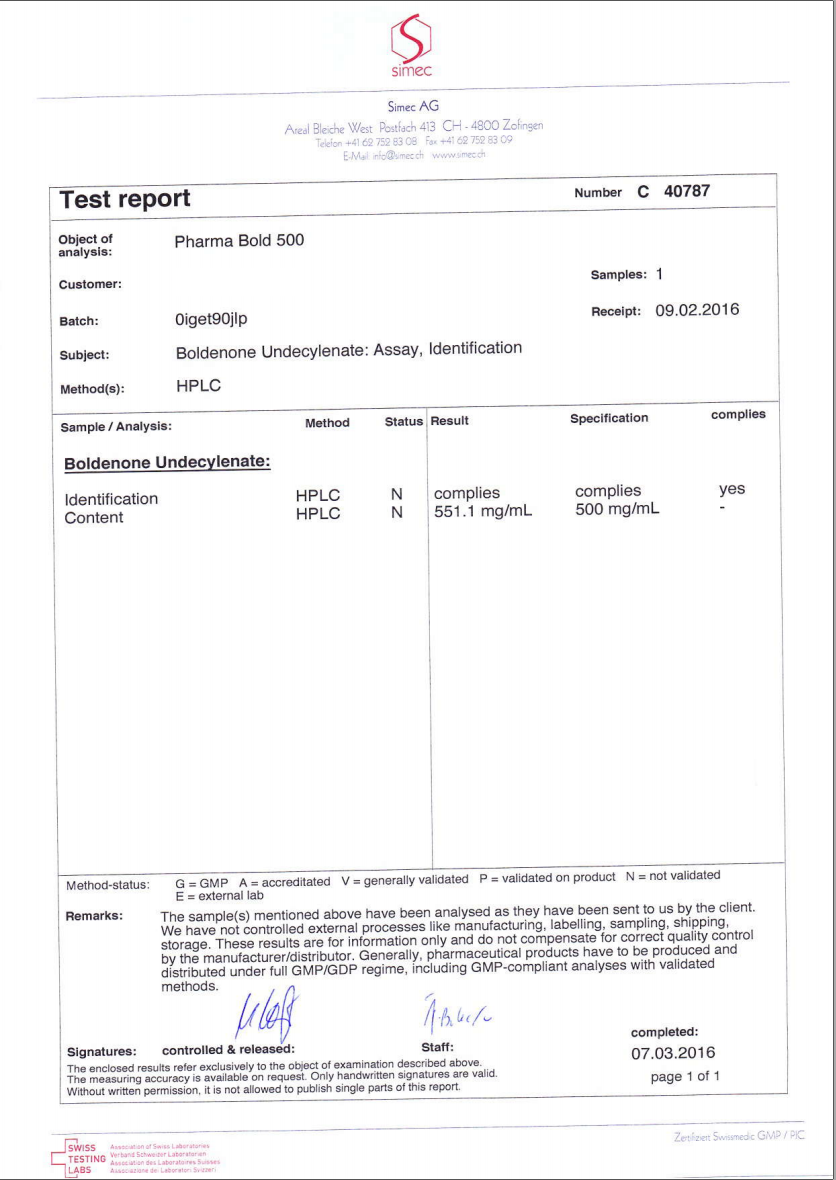 simec
Simec AG
Areal Bleiche West Postfach 413 CH - 4800 Zofingen
Telefon +41 62 752 83 08 Fax +41 62 752 83 09
E-Mail: info@simec.ch www.simec.ch
Test report Number C 40787
Object of analysis: Pharma Bold 500
Customer: Samples: 1
Batch: 0iget90jlp Receipt: 09.02.2016
Subject: Boldenone Undecylenate: Assay, Identification
Method(s): HPLC
Sample / Analysis: Method Status Result Specification complies
Boldenone Undecylenate:
Identification HPLC N complies complies yes
Content HPLC N 551.1 mg/mL 500 mg/mL -
Method-status: G = GMP A = accreditated V = generally validated P = validated on product N = not validated
E = external lab
Remarks: The sample(s) mentioned above have been analysed as they have been sent to us by the client.
We have not controlled external processes like manufacturing, labelling, sampling, shipping,
storage. These results are for information only and do not compensate for correct quality control
by the manufacturer/distributor. Generally, pharmaceutical products have to be produced and
distributed under full GMP/GDP regime, including GMP-compliant analyses with validated
methods.
Signatures: controlled & released: Staff: completed:
07.03.2016
The enclosed results refer exclusively to the object of examination described above.
The measuring accuracy is available on request. Only handwritten signatures are valid.
Without written permission, it is not allowed to publish single parts of this report.
page 1 of 1
Zertifiziert Swissmedic GMP / PIC
SWISS
TESTING
LABS
Association of Swiss Laboratories
Verband Schweizer Laboratorien
Association des Laboratoires Suisses
Associazione dei Laboratori Svizzeri